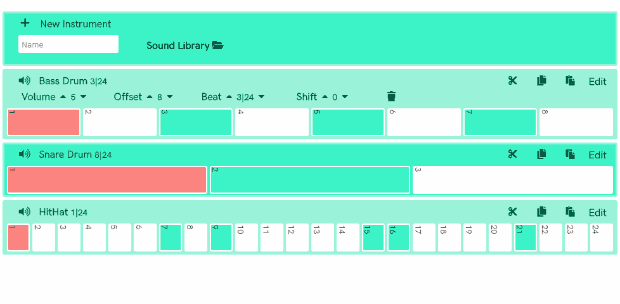 New Instrument
Name Sound Library
Bass Drum 3|24 Edit
Volume 5 Offset 8 Beat 3|24 Shift 0
1 2 3 4 5 6 7 8
Snare Drum 8|24 Edit
1 2 3
HitHat 1|24 Edit
1 2 3 4 5 6 7 8 9 10 11 12 13 14 15 16 17 18 19 20 21 22 23 24